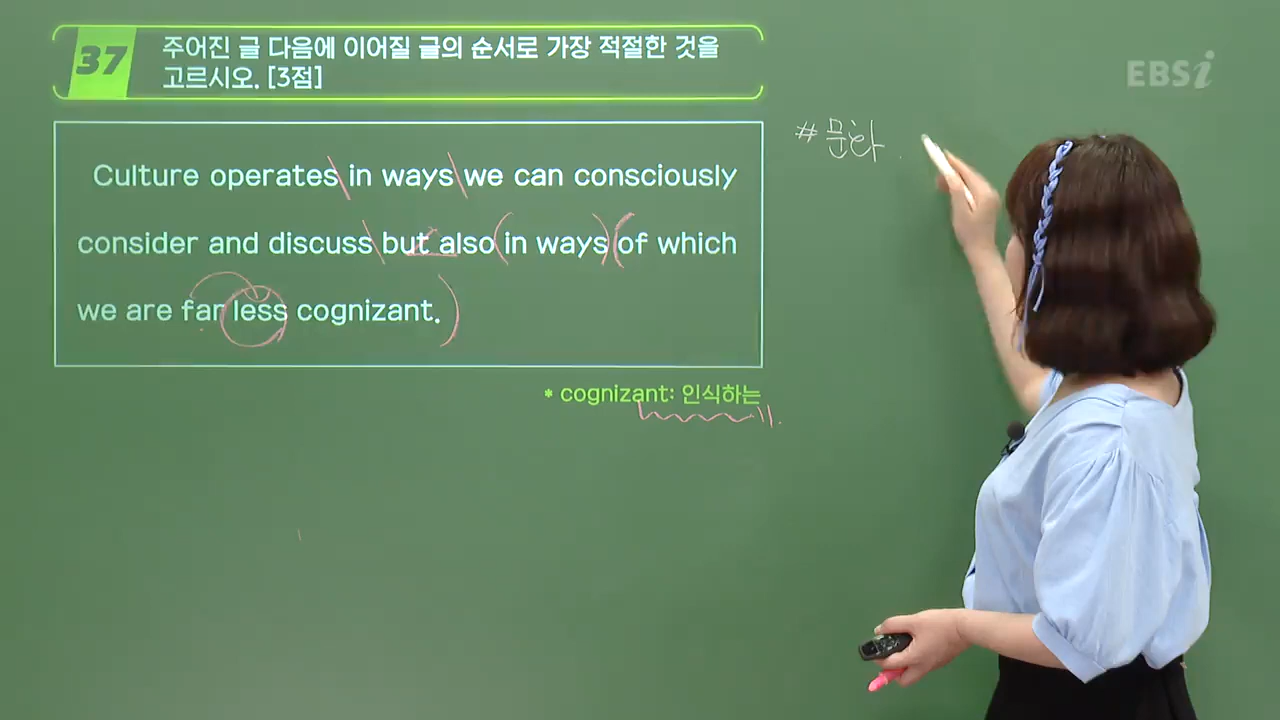 37
주어진 글 다음에 이어질 글의 순서로 가장 적절한 것을
고르시오. [3점]
EBSi
# 문화
Culture operates in ways we can consciously
consider and discuss but also in ways of which
we are far less cognizant.
* cognizant: 인식하는